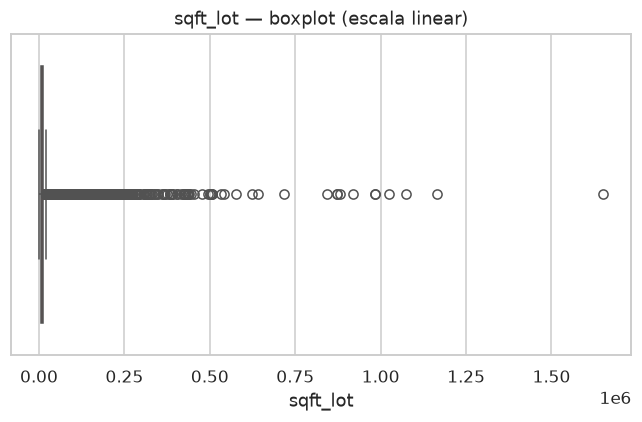 sqft_lot — boxplot (escala linear)
0.00 0.25 0.50 0.75 1.00 1.25 1.50
1e6
sqft_lot